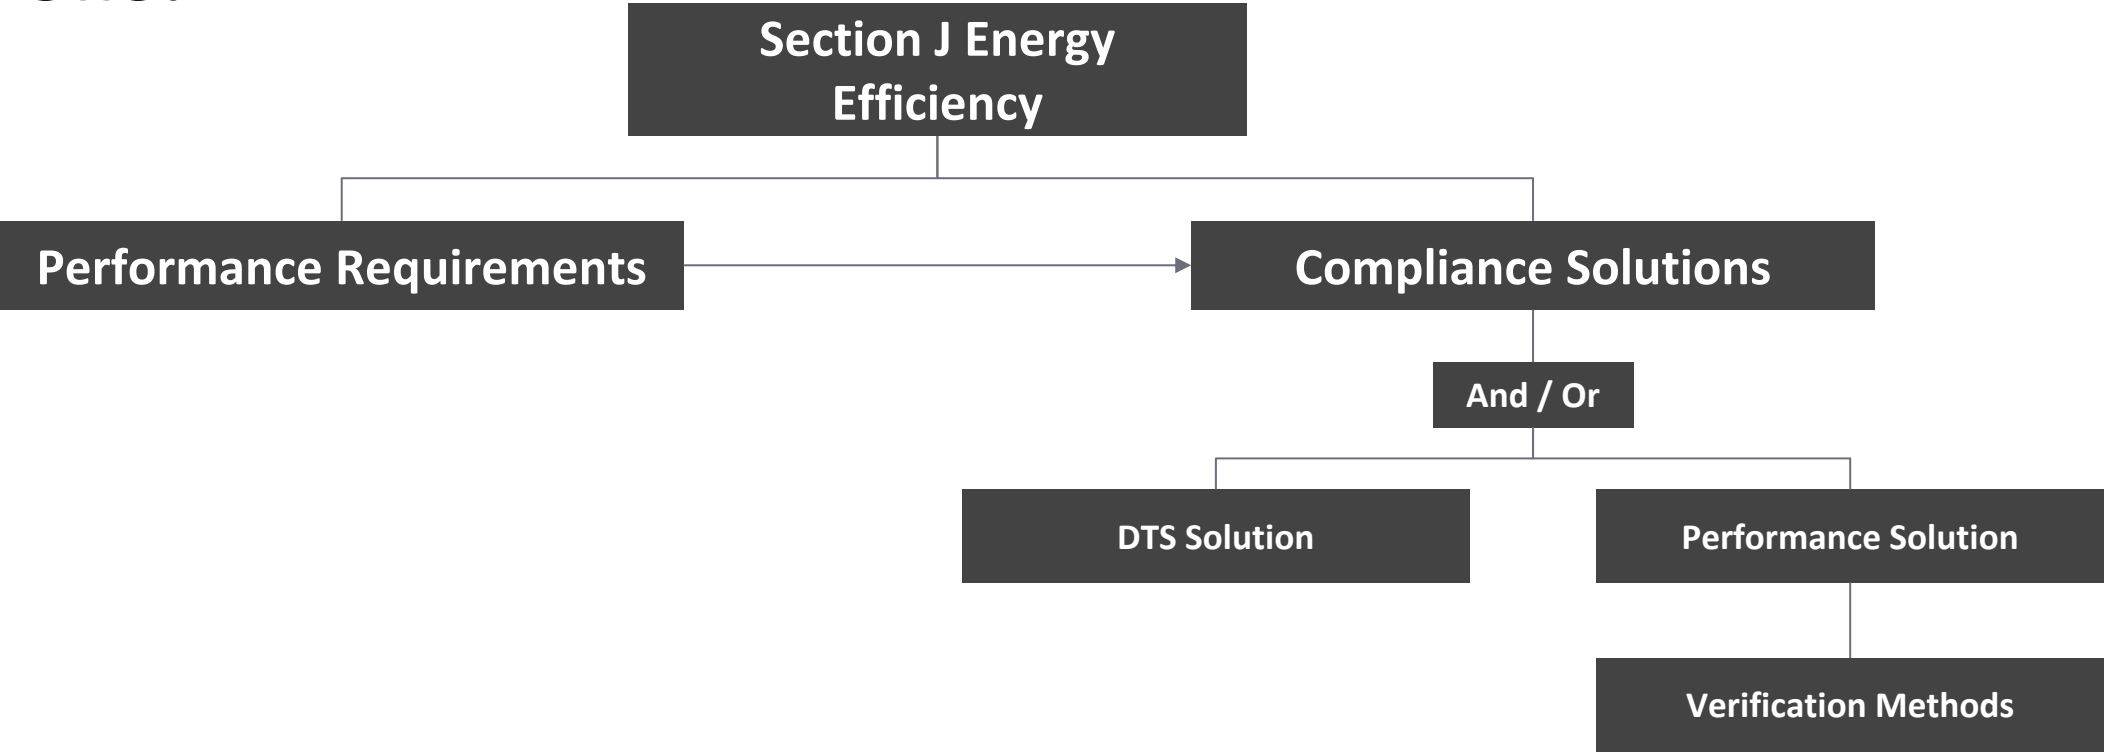 Section J Energy
Efficiency
Performance Requirements
Compliance Solutions
And / Or
DTS Solution
Performance Solution
Verification Methods